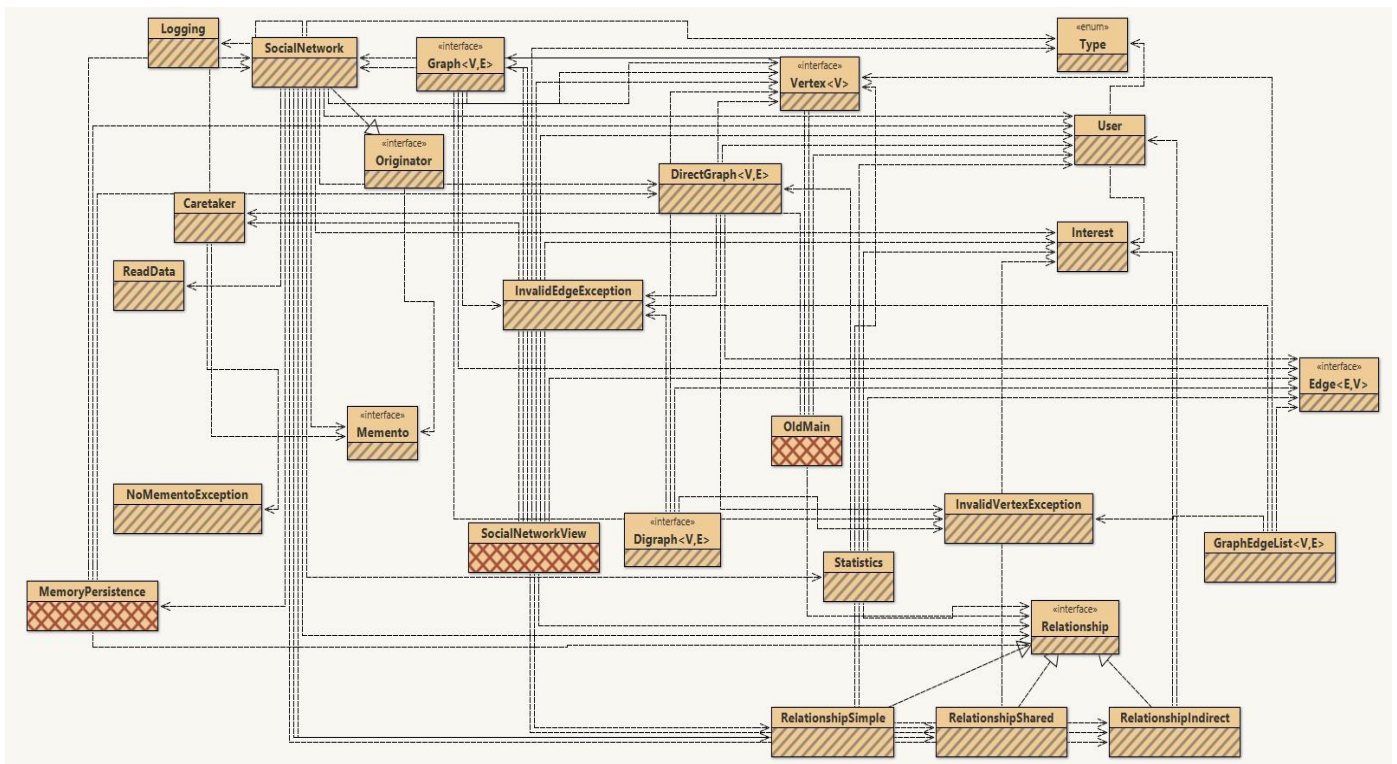 Logging
SocialNetwork
«interface»
Graph<V,E>
«interface»
Vertex<V>
«enum»
Type
User
«interface»
Originator
DirectGraph<V,E>
Caretaker
Interest
ReadData
InvalidEdgeException
«interface»
Edge<E,V>
«interface»
Memento
OldMain
NoMementoException
InvalidVertexException
SocialNetworkView
«interface»
Digraph<V,E>
GraphEdgeList<V,E>
Statistics
MemoryPersistence
«interface»
Relationship
RelationshipSimple
RelationshipShared
RelationshipIndirect